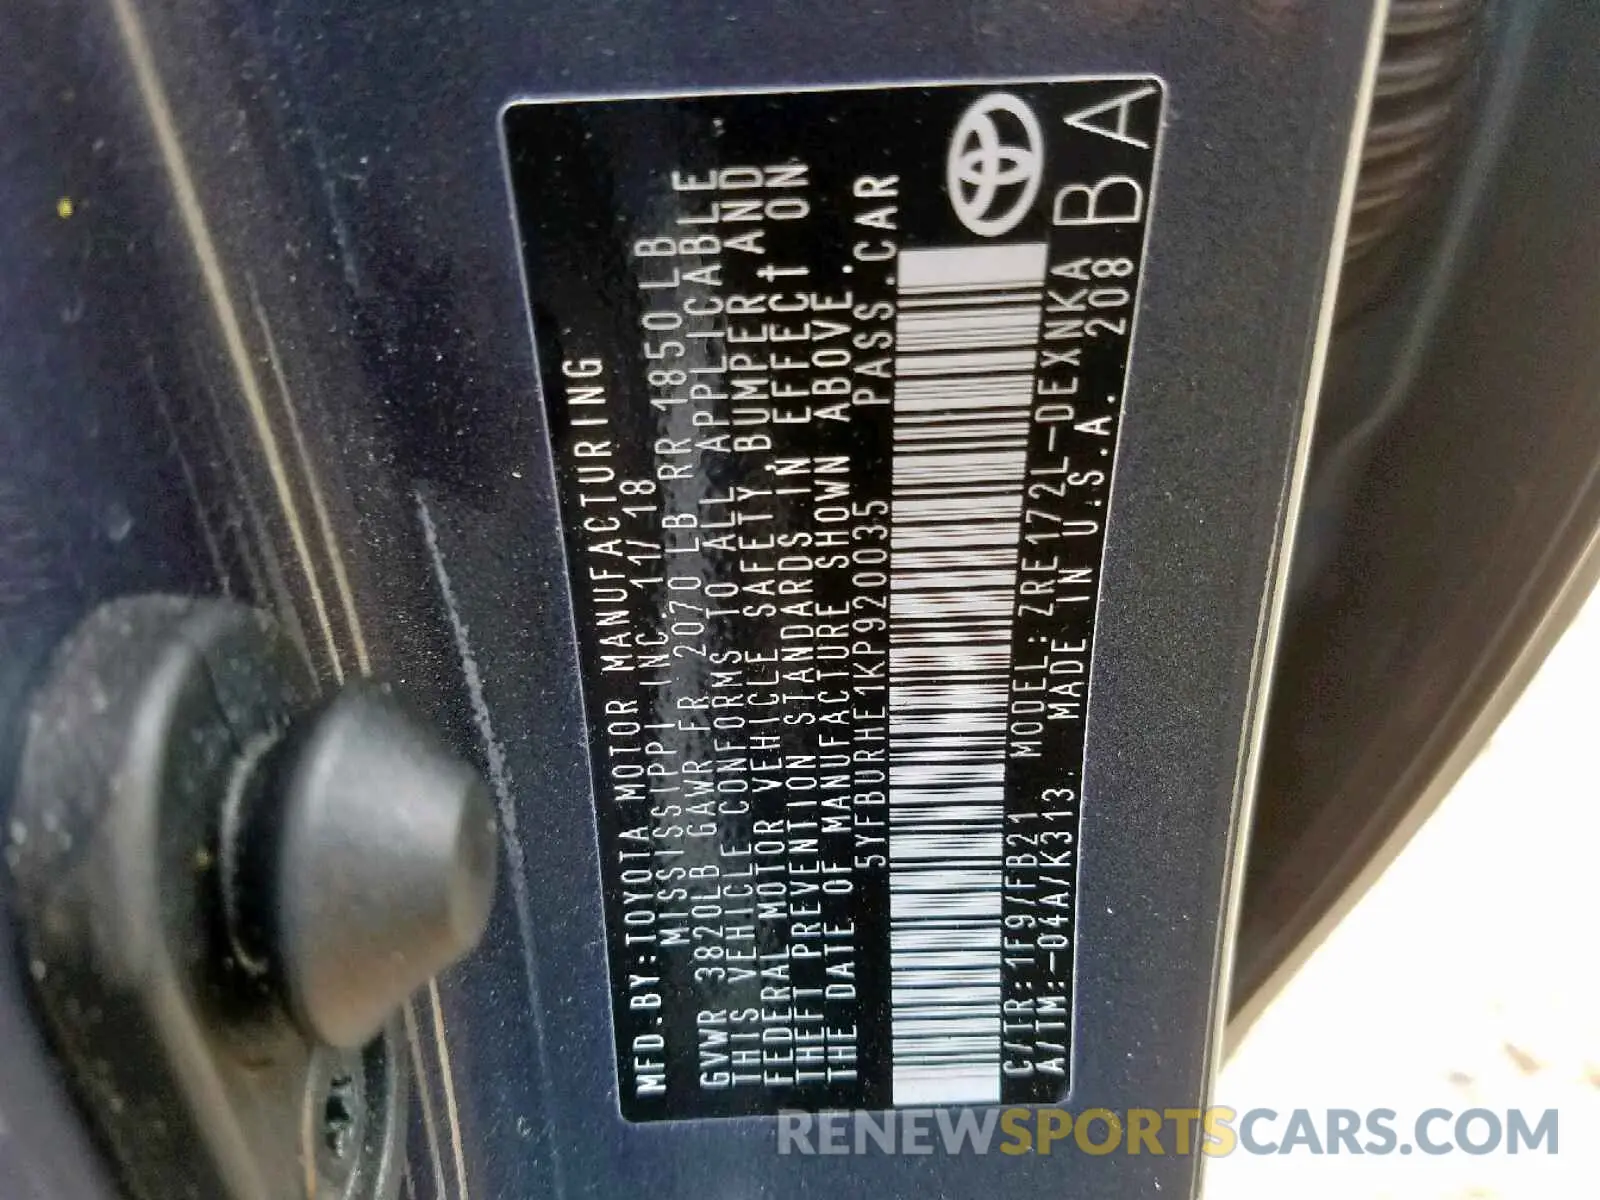 MFD.BY:TOYOTA MOTOR MANUFACTURING
MISSISSIPPI INC 11/18
GVWR 3820LB GAWR FR 2070 LB RR 1850 LB
THIS VEHICLE CONFORMS TO ALL APPLICABLE
FEDERAL MOTOR VEHICLE SAFETY,BUMPER AND
THEFT PREVENTION STANDARDS IN EFFECT ON
THE DATE OF MANUFACTURE SHOWN ABOVE.
5YFBURHE1KP920035 PASS.CAR
C/TR:1F9/FB21 MODEL:ZRE172L-DEXNKA BA
A/TM:-04A/K313. MADE IN U.S.A. 208
RENEWSPORTSCARS.COM